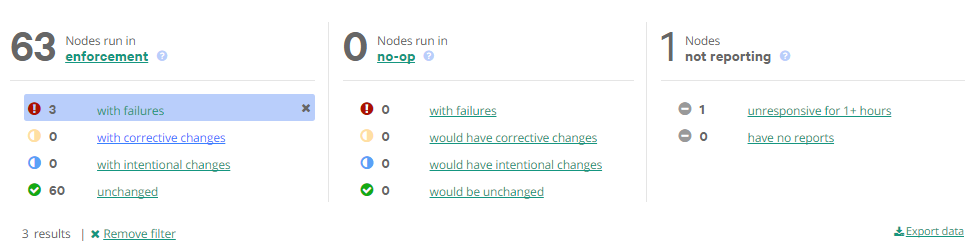 63 Nodes run in
enforcement ?
! 3 with failures ×
0 with corrective changes
0 with intentional changes
60 unchanged
0 Nodes run in
no-op ?
! 0 with failures
0 would have corrective changes
0 would have intentional changes
0 would be unchanged
1 Nodes
not reporting ?
1 unresponsive for 1+ hours
0 have no reports
3 results | × Remove filter
Export data